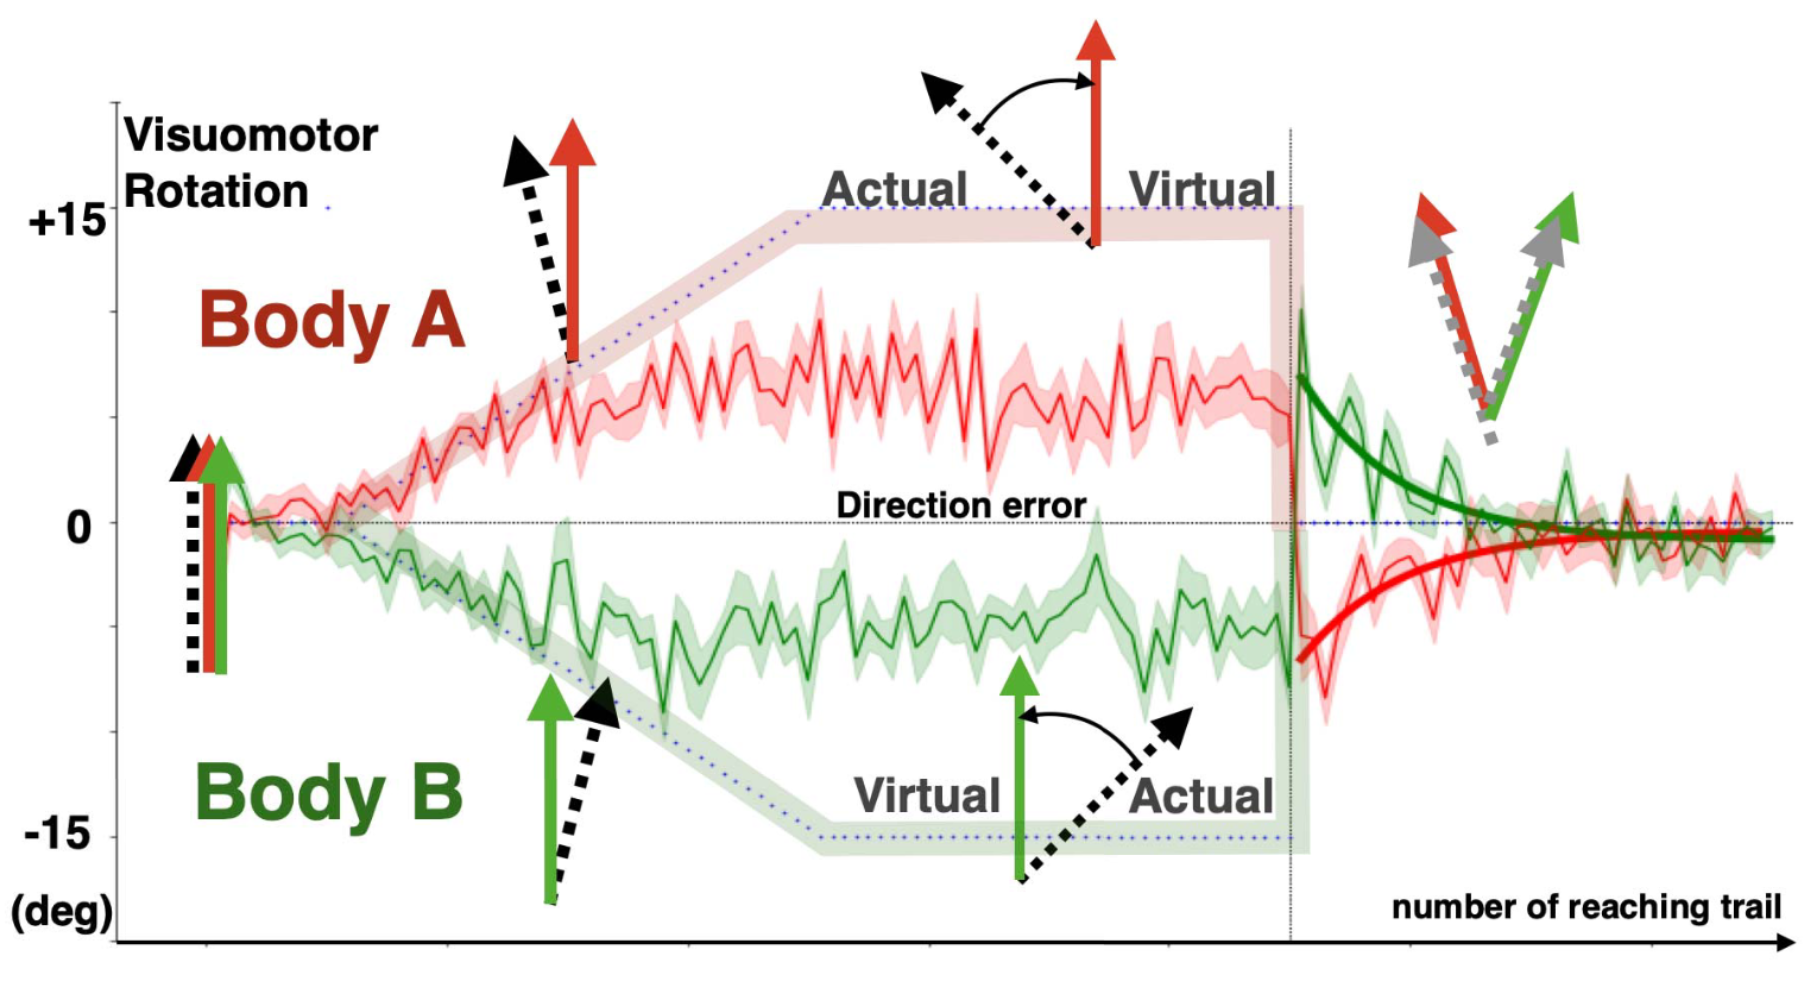 Visuomotor
Rotation
Actual
Virtual
+15
Body A
Direction error
0
Body B
Virtual
Actual
-15
(deg)
number of reaching trail